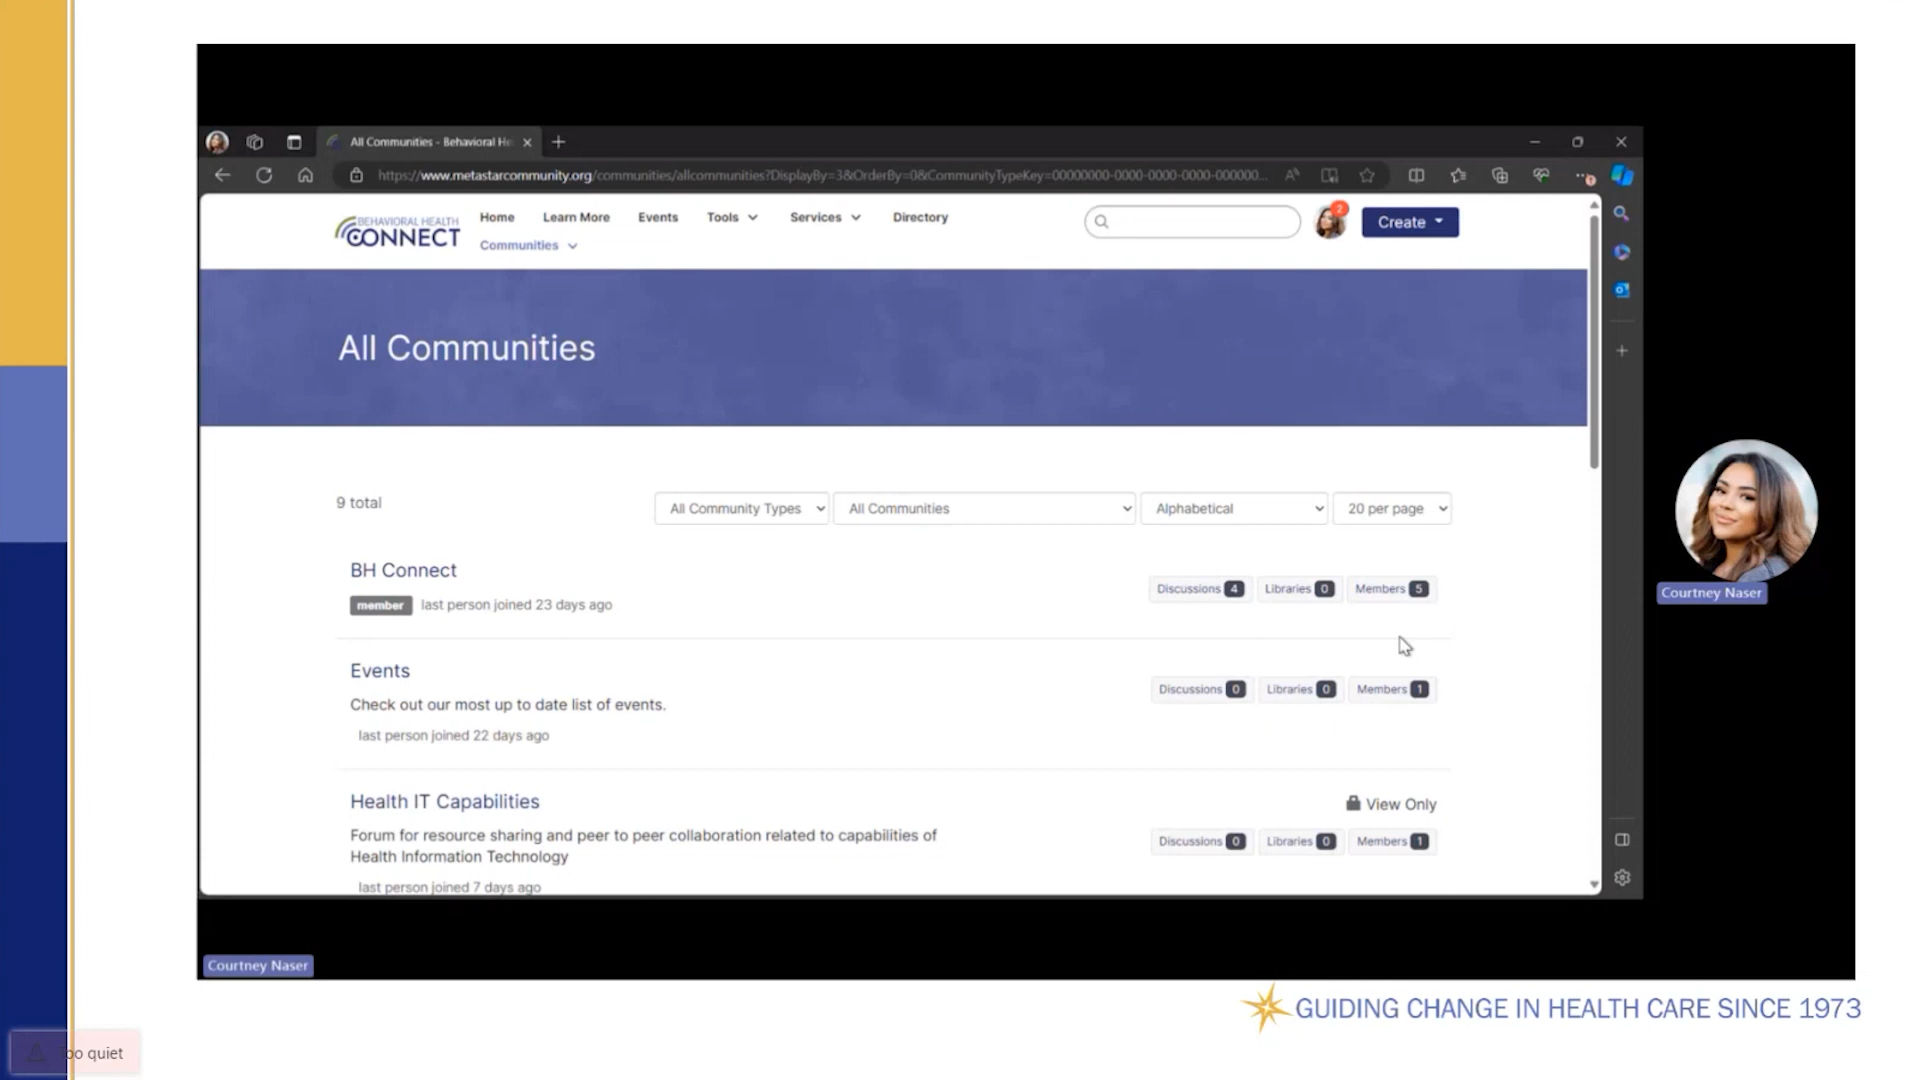 All Communities - Behavioral He
https://www.metastarcommunity.org/communities/allcommunities?DisplayBy=3&OrderBy=0&CommunityTypeKey=00000000-0000-0000-0000-000000...
BEHAVIORAL HEALTH
CONNECT
Home Learn More Events Tools Services Directory
Communities
2
Create
All Communities
9 total
All Community Types All Communities Alphabetical 20 per page
BH Connect
Discussions 4 Libraries 0 Members 5
member last person joined 23 days ago
Events
Discussions 0 Libraries 0 Members 1
Check out our most up to date list of events.
last person joined 22 days ago
Health IT Capabilities
View Only
Forum for resource sharing and peer to peer collaboration related to capabilities of
Health Information Technology
Discussions 0 Libraries 0 Members 1
last person joined 7 days ago
Courtney Naser
Courtney Naser
GUIDING CHANGE IN HEALTH CARE SINCE 1973
Too quiet